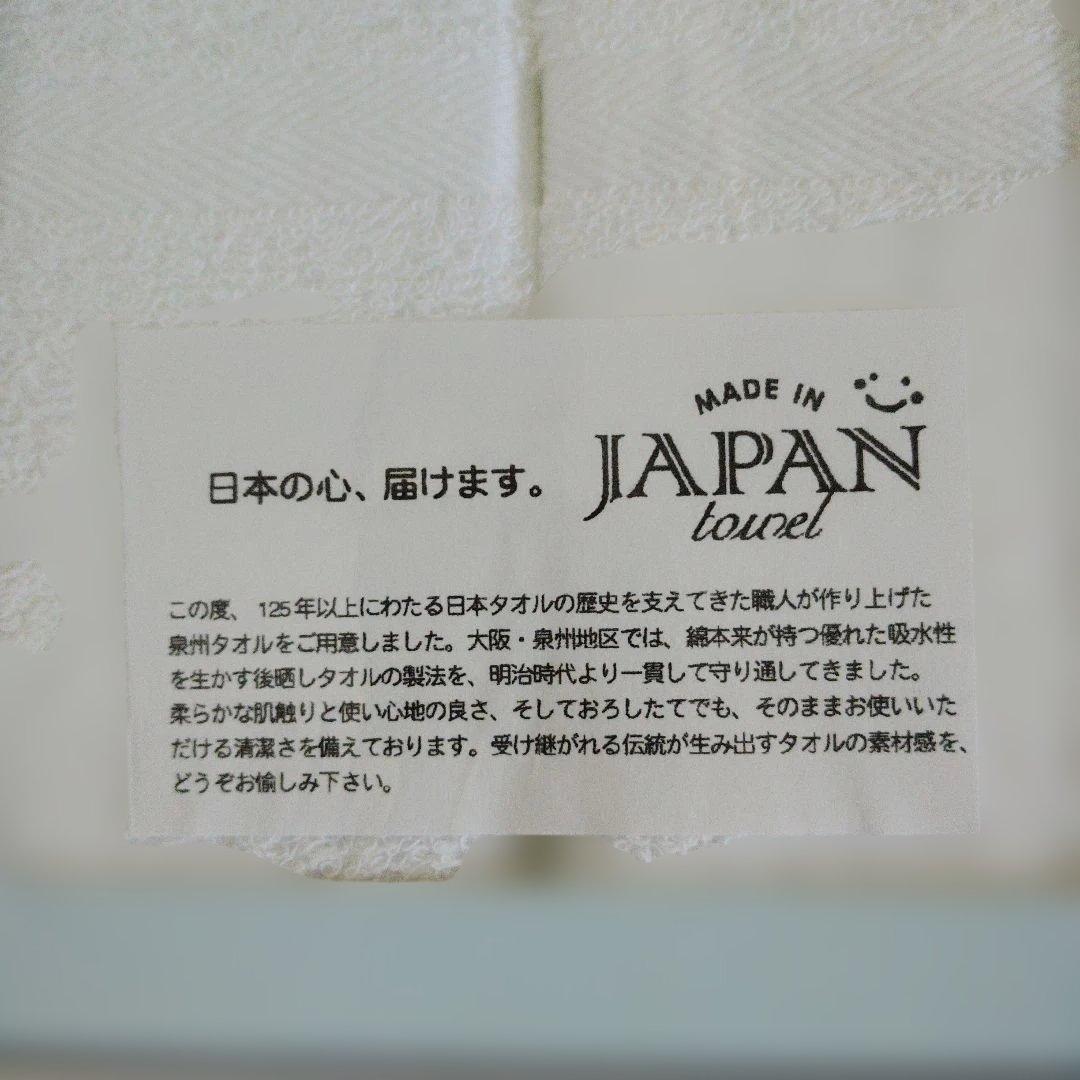 MADE IN
JAPAN
towel
日本の心、届けます。
この度、125年以上にわたる日本タオルの歴史を支えてきた職人が作り上げた
泉州タオルをご用意しました。大阪・泉州地区では、綿本来が持つ優れた吸水性
を生かす後晒しタオルの製法を、明治時代より一貫して守り通してきました。
柔らかな肌触りと使い心地の良さ、そしておろしたてでも、そのままお使いいた
だける清潔さを備えております。受け継がれる伝統が生み出すタオルの素材感を、
どうぞお愉しみ下さい。